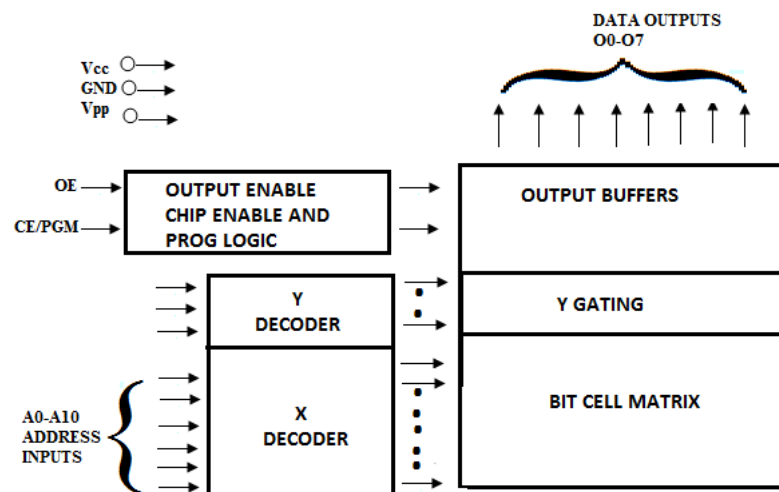 DATA OUTPUTS
O0-O7
Vcc
GND
Vpp
OE
CE/PGM
OUTPUT ENABLE
CHIP ENABLE AND
PROG LOGIC
OUTPUT BUFFERS
Y
DECODER
Y GATING
A0-A10
ADDRESS
INPUTS
X
DECODER
BIT CELL MATRIX